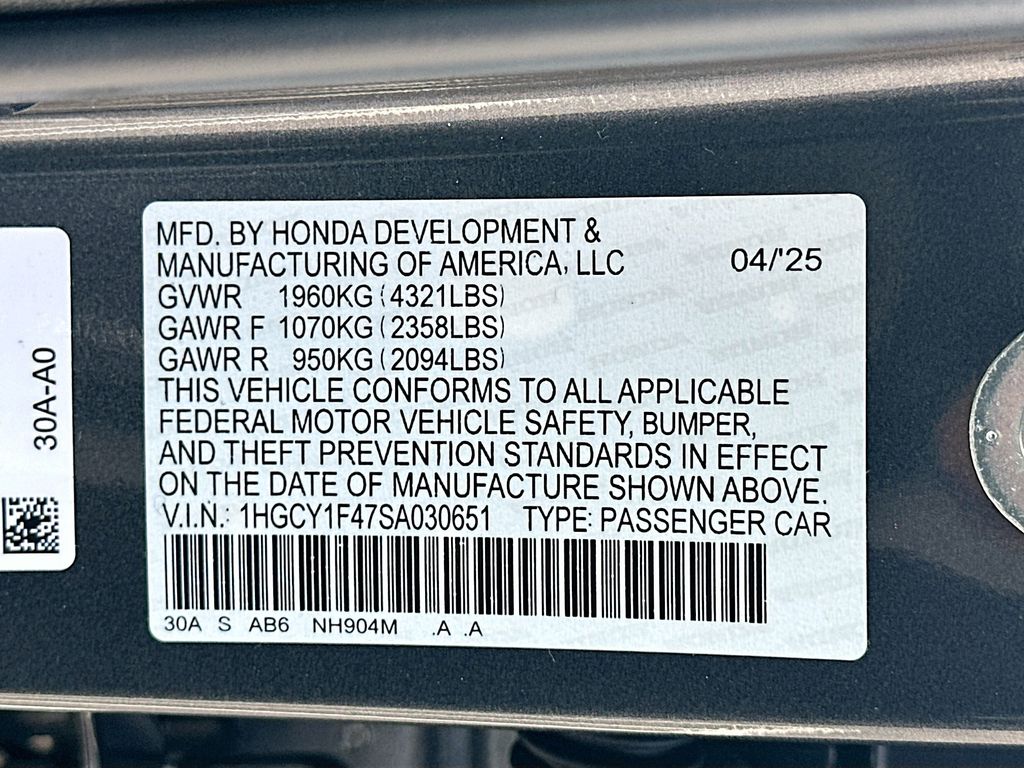 MFD. BY HONDA DEVELOPMENT &
MANUFACTURING OF AMERICA, LLC 04/'25
GVWR 1960KG (4321LBS)
GAWR F 1070KG (2358LBS)
GAWR R 950KG (2094LBS)
THIS VEHICLE CONFORMS TO ALL APPLICABLE
FEDERAL MOTOR VEHICLE SAFETY, BUMPER,
AND THEFT PREVENTION STANDARDS IN EFFECT
ON THE DATE OF MANUFACTURE SHOWN ABOVE.
V.I.N.: 1HGCY1F47SA030651 TYPE: PASSENGER CAR
30A S AB6 NH904M .A .A
30A-A0